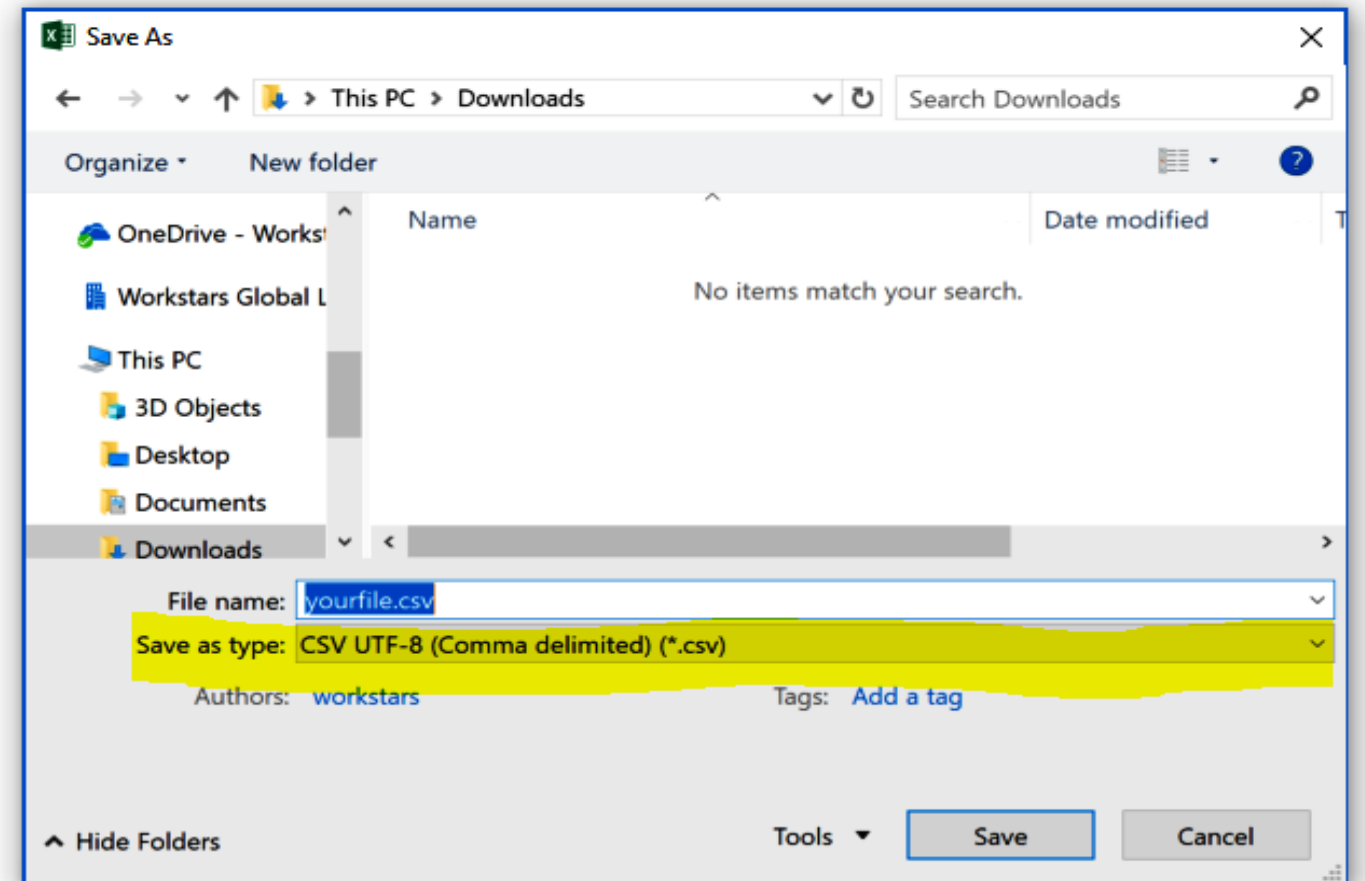 Save As
This PC > Downloads
Search Downloads
Organize
New folder
?
Name
Date modified
T
OneDrive - Works
Workstars Global L
No items match your search.
This PC
3D Objects
Desktop
Documents
Downloads
File name: yourfile.csv
Save as type: CSV UTF-8 (Comma delimited) (*.csv)
Authors: workstars
Tags: Add a tag
Hide Folders
Tools
Save
Cancel